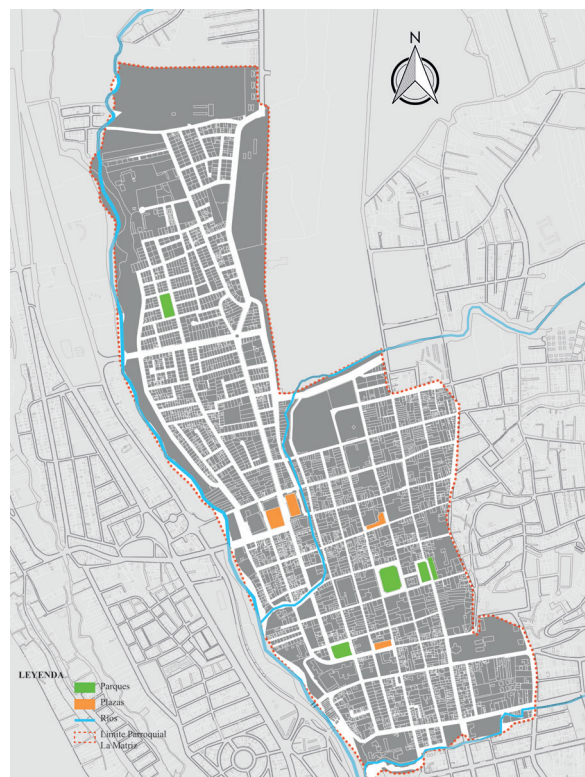 N
LEYENDA
Parques
Plazas
Ríos
Límite Parroquial
La Matriz